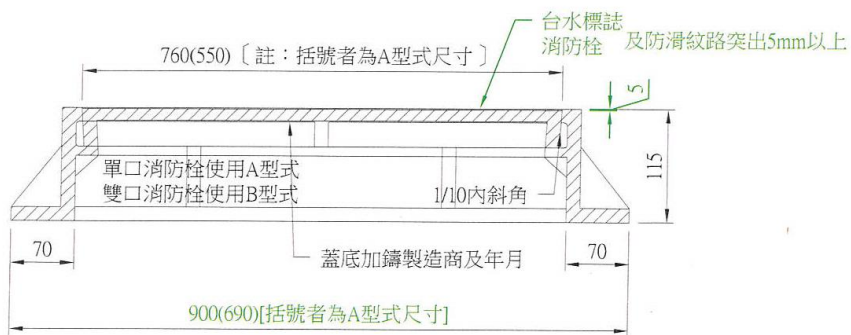 台水標誌
消防栓 及防滑紋路突出5mm以上
760(550)〔註：括號者為A型式尺寸〕
5
115
單口消防栓使用A型式
雙口消防栓使用B型式
1/10內斜角
70
蓋底加鑄製造商及年月
70
900(690)[括號者為A型式尺寸]